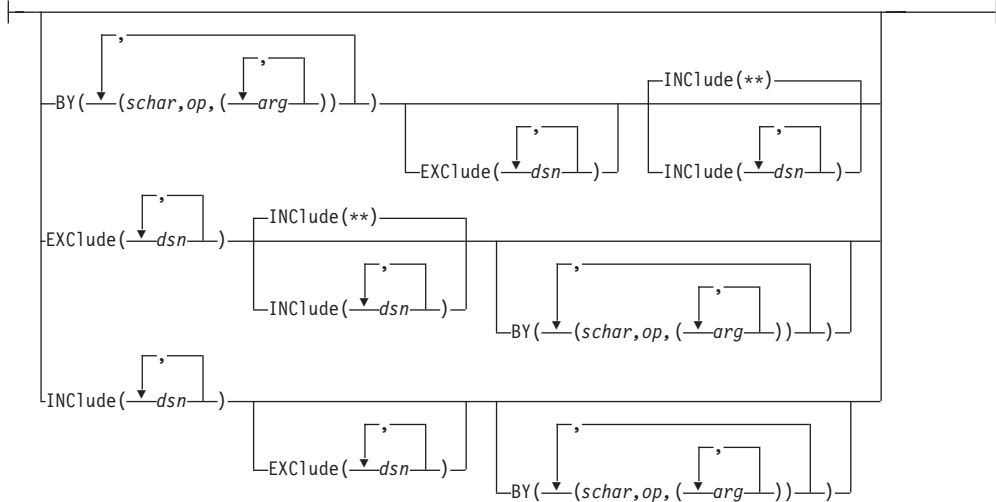 ,
,
BY( (schar,op,( arg )) )
INClude(**)
,
,
EXClude( dsn )
INClude( dsn )
,
EXClude( dsn )
INClude(**)
,
,
INClude( dsn )
,
BY( (schar,op,( arg )) )
,
INClude( dsn )
,
,
EXClude( dsn )
,
BY( (schar,op,( arg )) )